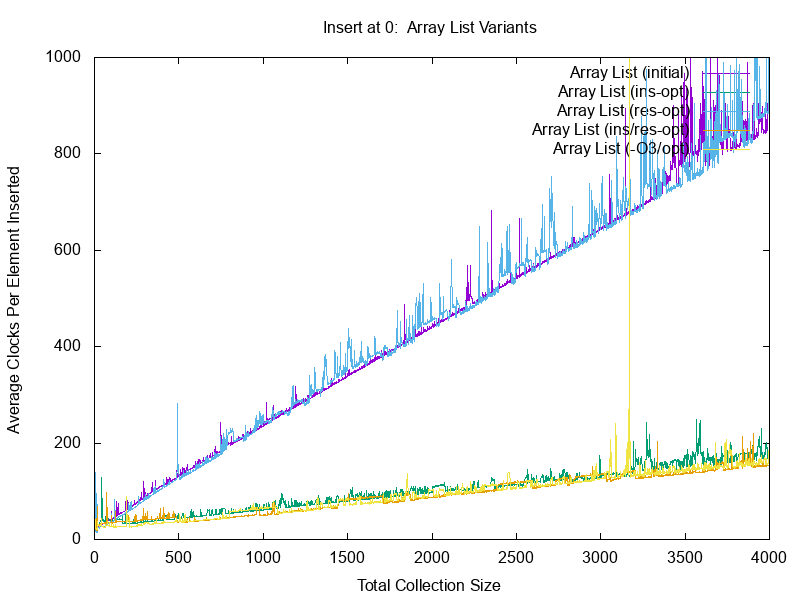 Insert at 0:  Array List Variants
1000
800
600
400
200
0
Average Clocks Per Element Inserted
Array List (initial)
Array List (ins-opt)
Array List (res-opt)
Array List (ins/res-opt)
Array List (-O3/opt)
0 500 1000 1500 2000 2500 3000 3500 4000
Total Collection Size